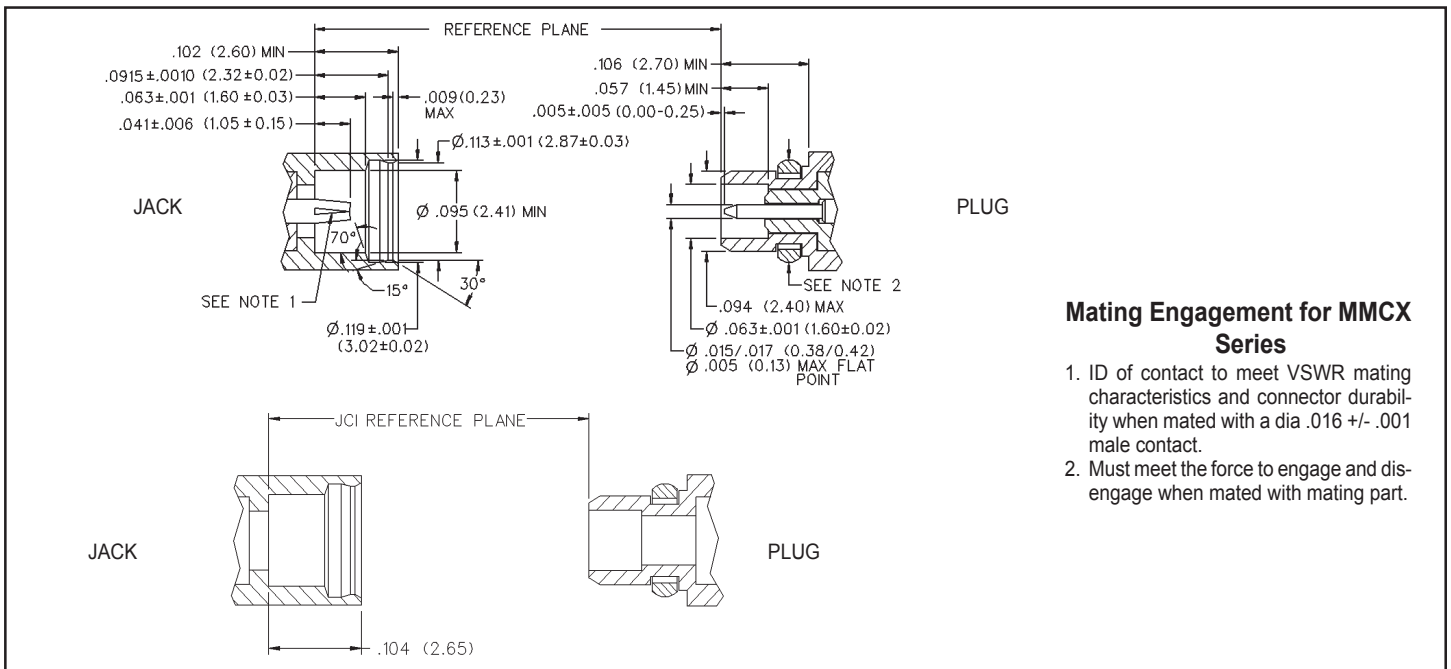 REFERENCE PLANE
.102 (2.60) MIN
.0915±.0010 (2.32±0.02)
.063±.001 (1.60±0.03)
.041±.006 (1.05±0.15)
.009(0.23)
MAX
Ø.113±.001 (2.87±0.03)
Ø .095 (2.41) MIN
JACK
70°
15°
30°
SEE NOTE 1
Ø.119±.001
(3.02±0.02)
.106 (2.70) MIN
.057 (1.45) MIN
.005±.005 (0.00-0.25)
PLUG
SEE NOTE 2
.094 (2.40) MAX
Ø .063±.001 (1.60±0.02)
Ø .015/.017 (0.38/0.42)
Ø .005 (0.13) MAX FLAT
POINT
Mating Engagement for MMCX
Series
1. ID of contact to meet VSWR mating
characteristics and connector durabil-
ity when mated with a dia .016 +/- .001
male contact.
2. Must meet the force to engage and dis-
engage when mated with mating part.
JCI REFERENCE PLANE
JACK
PLUG
.104 (2.65)